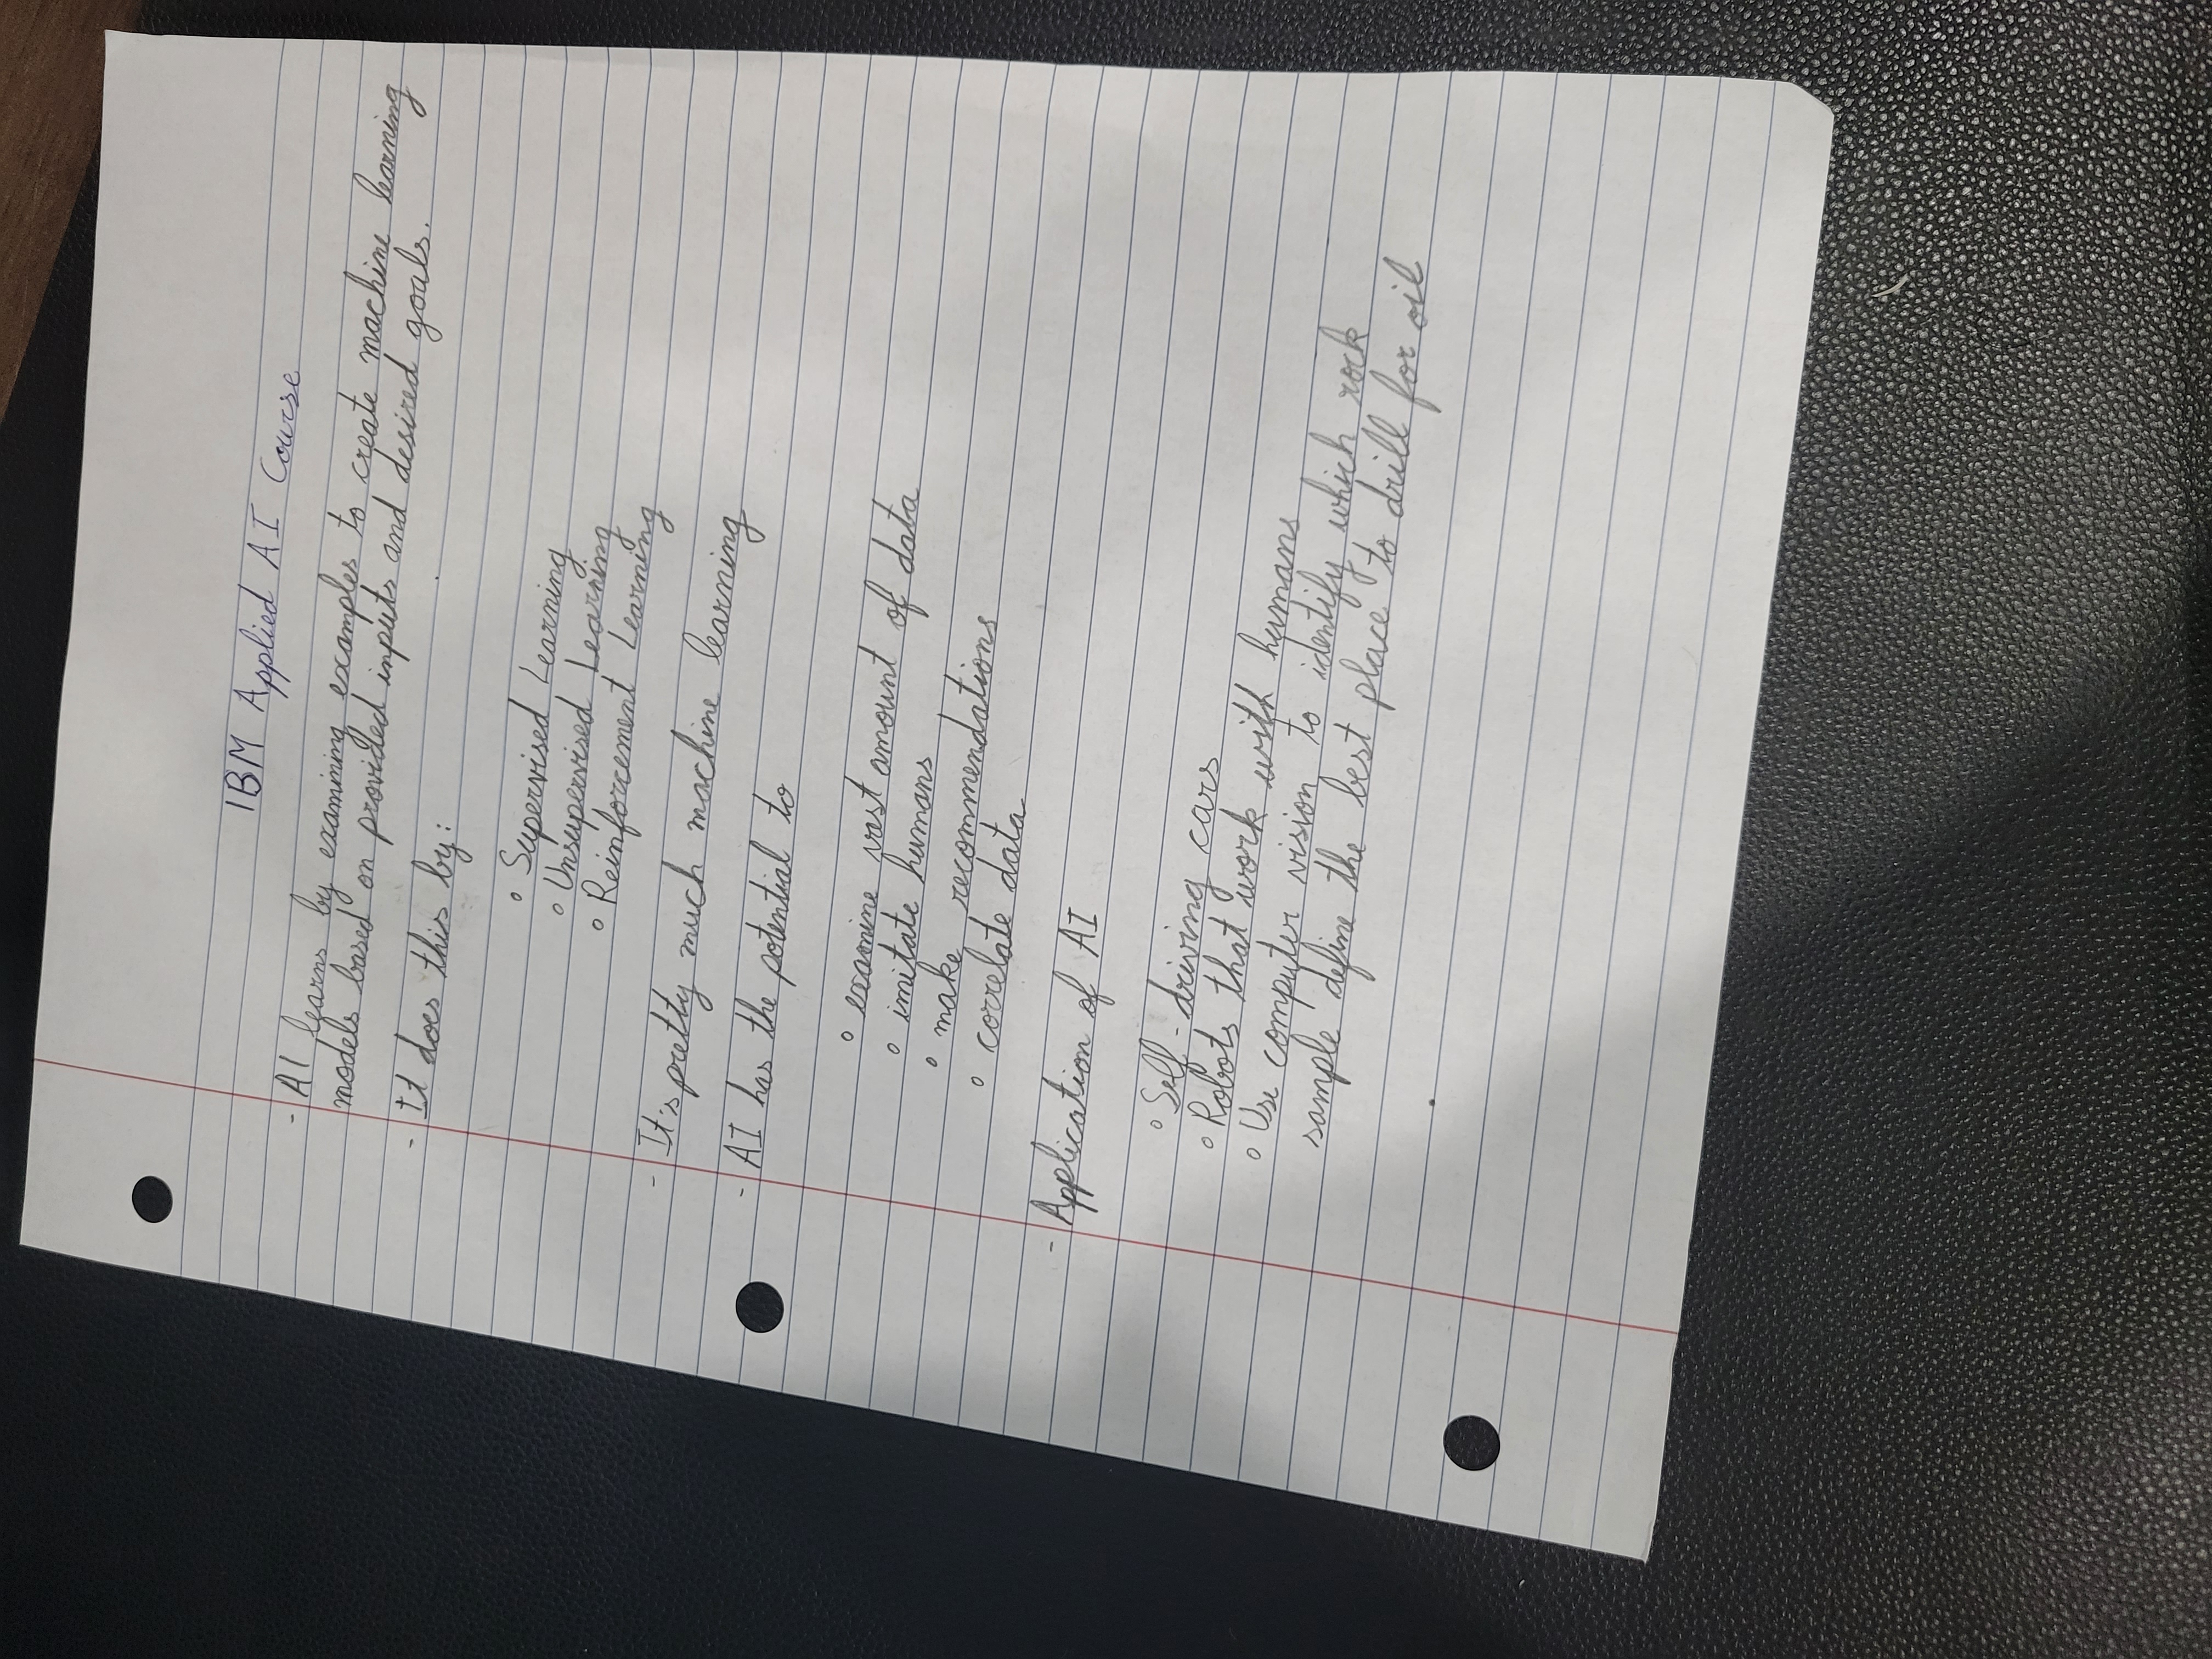 IBM Applied AI Course
- AI learns by examining examples to create machine learning
models based on provided inputs and desired goals.
- It does this by:
◦ Supervised Learning
◦ Unsupervised Learning
◦ Reinforcement Learning
- It's pretty much machine learning
- AI has the potential to
◦ examine vast amount of data
◦ imitate humans
◦ make recommendations
◦ correlate data
- Application of AI
◦ Self-driving cars
◦ Robots that work with humans
◦ Use computer vision to identify which rock
sample define the best place to drill for oil